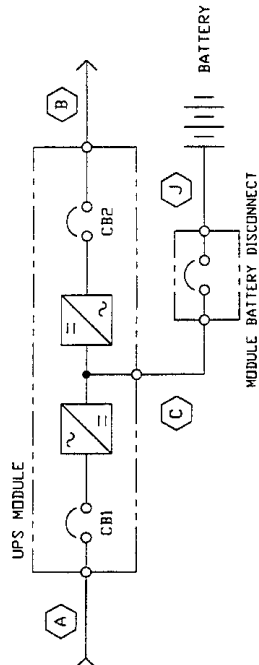 UPS MODULE
A
CB1
CB2
B
C
J
MODULE BATTERY DISCONNECT
BATTERY